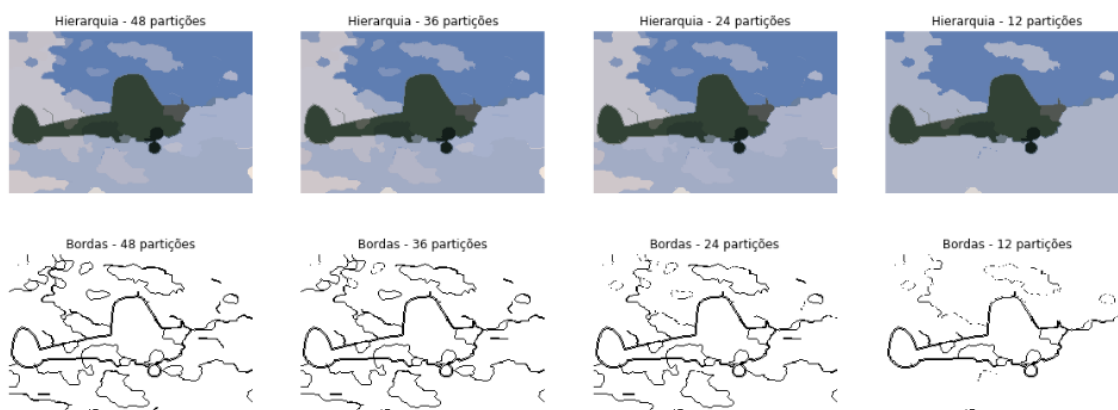 Hierarquia - 48 partições
Hierarquia - 36 partições
Hierarquia - 24 partições
Hierarquia - 12 partições
Bordas - 48 partições
Bordas - 36 partições
Bordas - 24 partições
Bordas - 12 partições